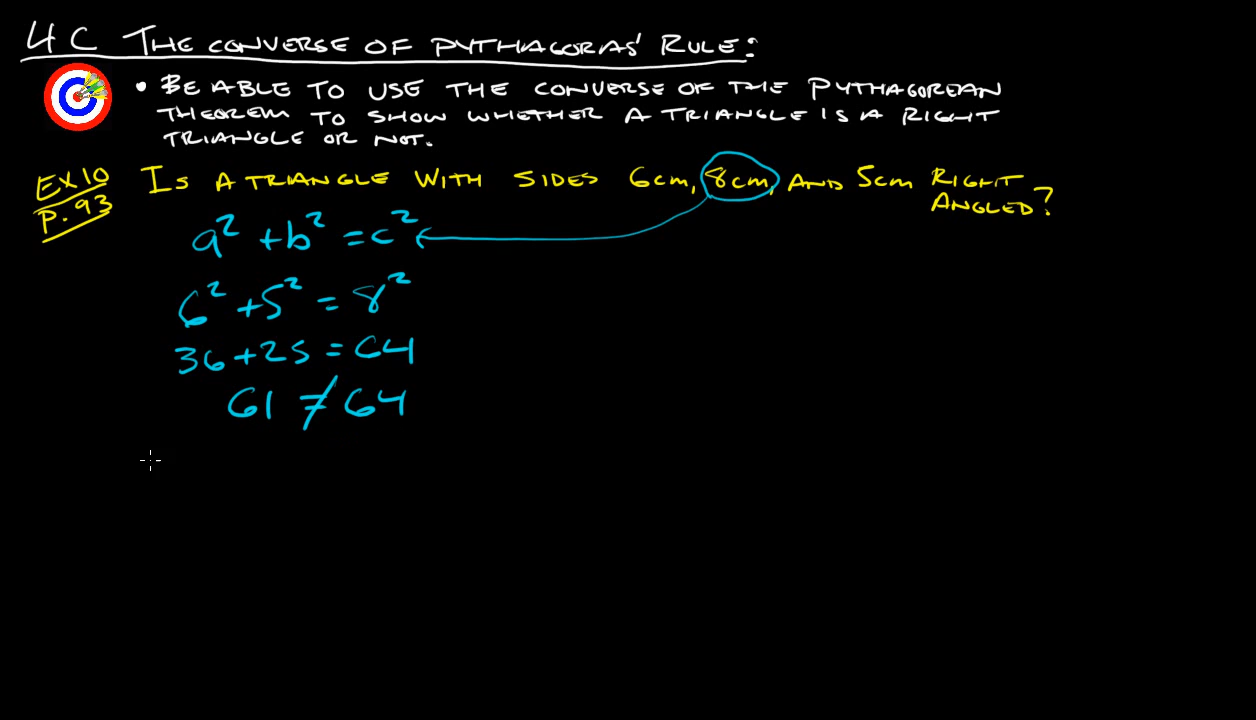 4C THE CONVERSE OF PYTHAGORAS' RULE:
• BE ABLE TO USE THE CONVERSE OF THE PYTHAGOREAN
THEOREM TO SHOW WHETHER A TRIANGLE IS A RIGHT
TRIANGLE OR NOT.
EX10
P.93
IS A TRIANGLE WITH SIDES 6cm, 8cm, AND 5cm RIGHT
ANGLED?
a² + b² = c²
6² + 5² = 8²
36 + 25 = 64
61 ≠ 64